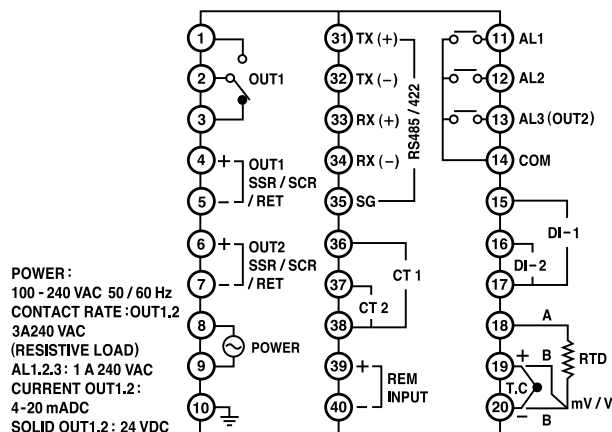 1
2
3
OUT1
4 +
OUT1
SSR / SCR
/ RET
5 −
6 +
OUT2
SSR / SCR
/ RET
7 −
8
9
POWER
10
POWER :
100 - 240 VAC 50 / 60 Hz
CONTACT RATE : OUT1.2
3A240 VAC
(RESISTIVE LOAD)
AL1.2.3 : 1 A 240 VAC
CURRENT OUT1.2 :
4-20 mADC
SOLID OUT1.2 : 24 VDC
31 TX (+)
32 TX (−)
33 RX (+)
34 RX (−)
35 SG
RS485 / 422
36
37
38
CT 1
CT 2
39 +
REM
INPUT
40 −
11 AL1
12 AL2
13 AL3 (OUT2)
14 COM
15
16
17
DI-1
DI-2
18 A
RTD
19 + B
T.C
mV / V
20 − B